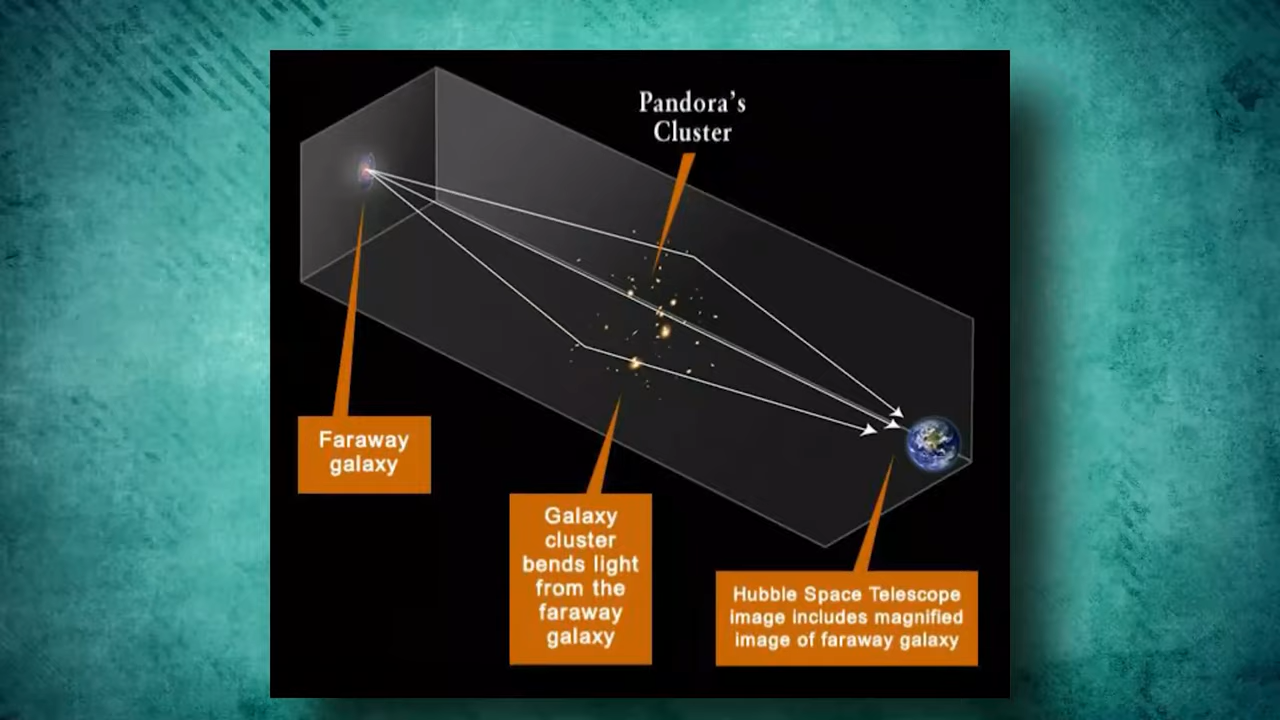 Pandora's
Cluster
Faraway
galaxy
Galaxy
cluster
bends light
from the
faraway
galaxy
Hubble Space Telescope
image includes magnified
image of faraway galaxy